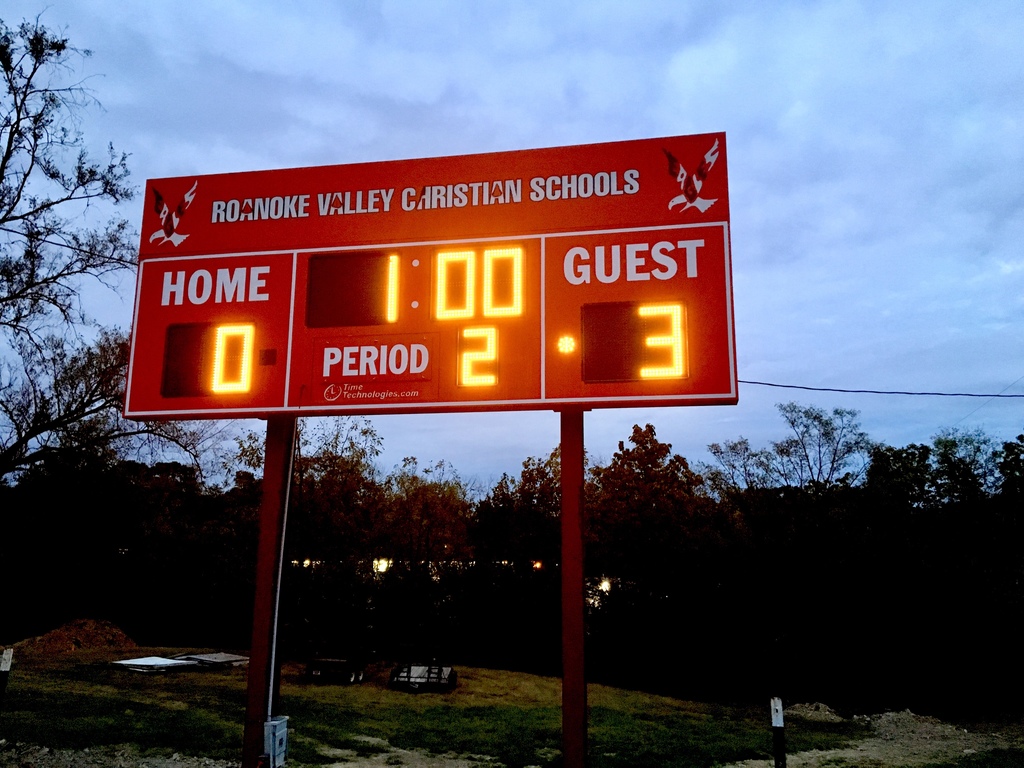 ROANOKE VALLEY CHRISTIAN SCHOOLS
HOME
1:00
GUEST
0
PERIOD
2
3
Time
Technologies.com